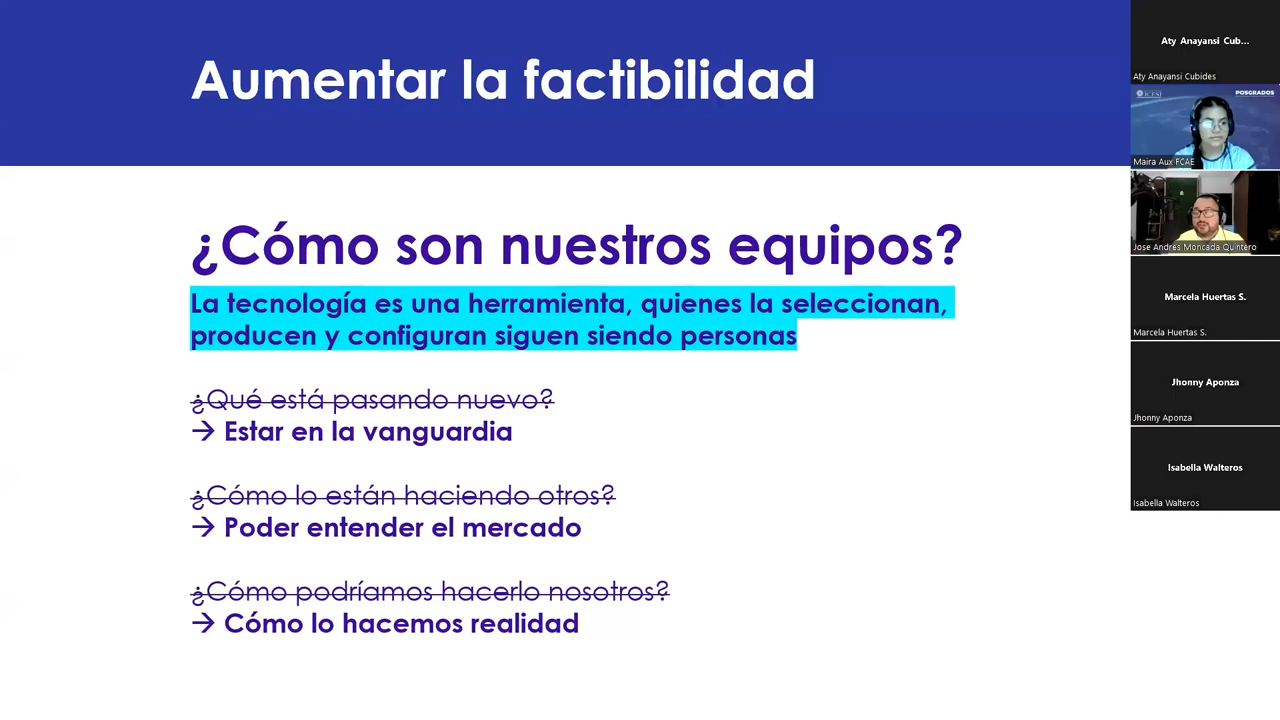 Aumentar la factibilidad
¿Cómo son nuestros equipos?
La tecnología es una herramienta, quienes la seleccionan,
producen y configuran siguen siendo personas
¿Qué está pasando nuevo?
→ Estar en la vanguardia
¿Cómo lo están haciendo otros?
→ Poder entender el mercado
¿Cómo podríamos hacerlo nosotros?
→ Cómo lo hacemos realidad
Aty Anayansi Cub...
Aty Anayansi Cubides
ICESI
POSGRADOS
Maira Aux FCAE
Jose Andres Moncada Quintero
Marcela Huertas S.
Marcela Huertas S.
Jhonny Aponza
Jhonny Aponza
Isabella Walteros
Isabella Walteros